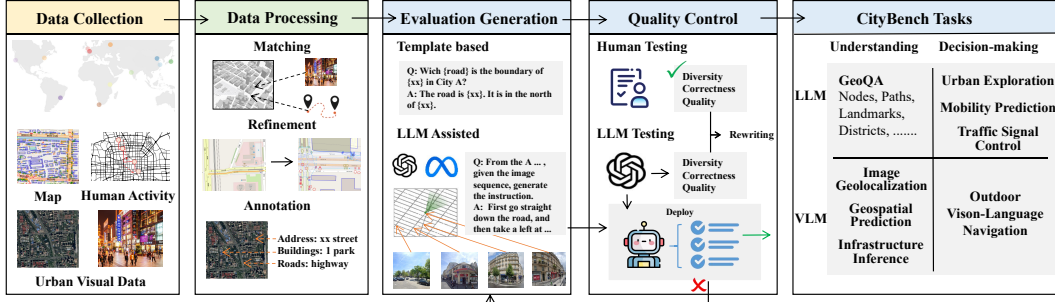 Data Collection
Map
Human Activity
Urban Visual Data
Data Processing
Matching
Refinement
Annotation
Address: xx street
Buildings: 1 park
Roads: highway
Evaluation Generation
Template based
Q: Wich {road} is the boundary of
{xx} in City A?
A: The road is {xx}. It is in the north
of {xx}.
LLM Assisted
Q: From the A ... ,
given the image
sequence, generate
the instruction.
A: First go straight
down the road, and
then take a left at ...
Quality Control
Human Testing
Diversity
Correctness
Quality
Rewriting
LLM Testing
Diversity
Correctness
Quality
Deploy
CityBench Tasks
Understanding
Decision-making
LLM
GeoQA
Nodes, Paths,
Landmarks,
Districts, .......
Urban Exploration
Mobility Prediction
Traffic Signal
Control
VLM
Image
Geolocalization
Geospatial
Prediction
Infrastructure
Inference
Outdoor
Vison-Language
Navigation